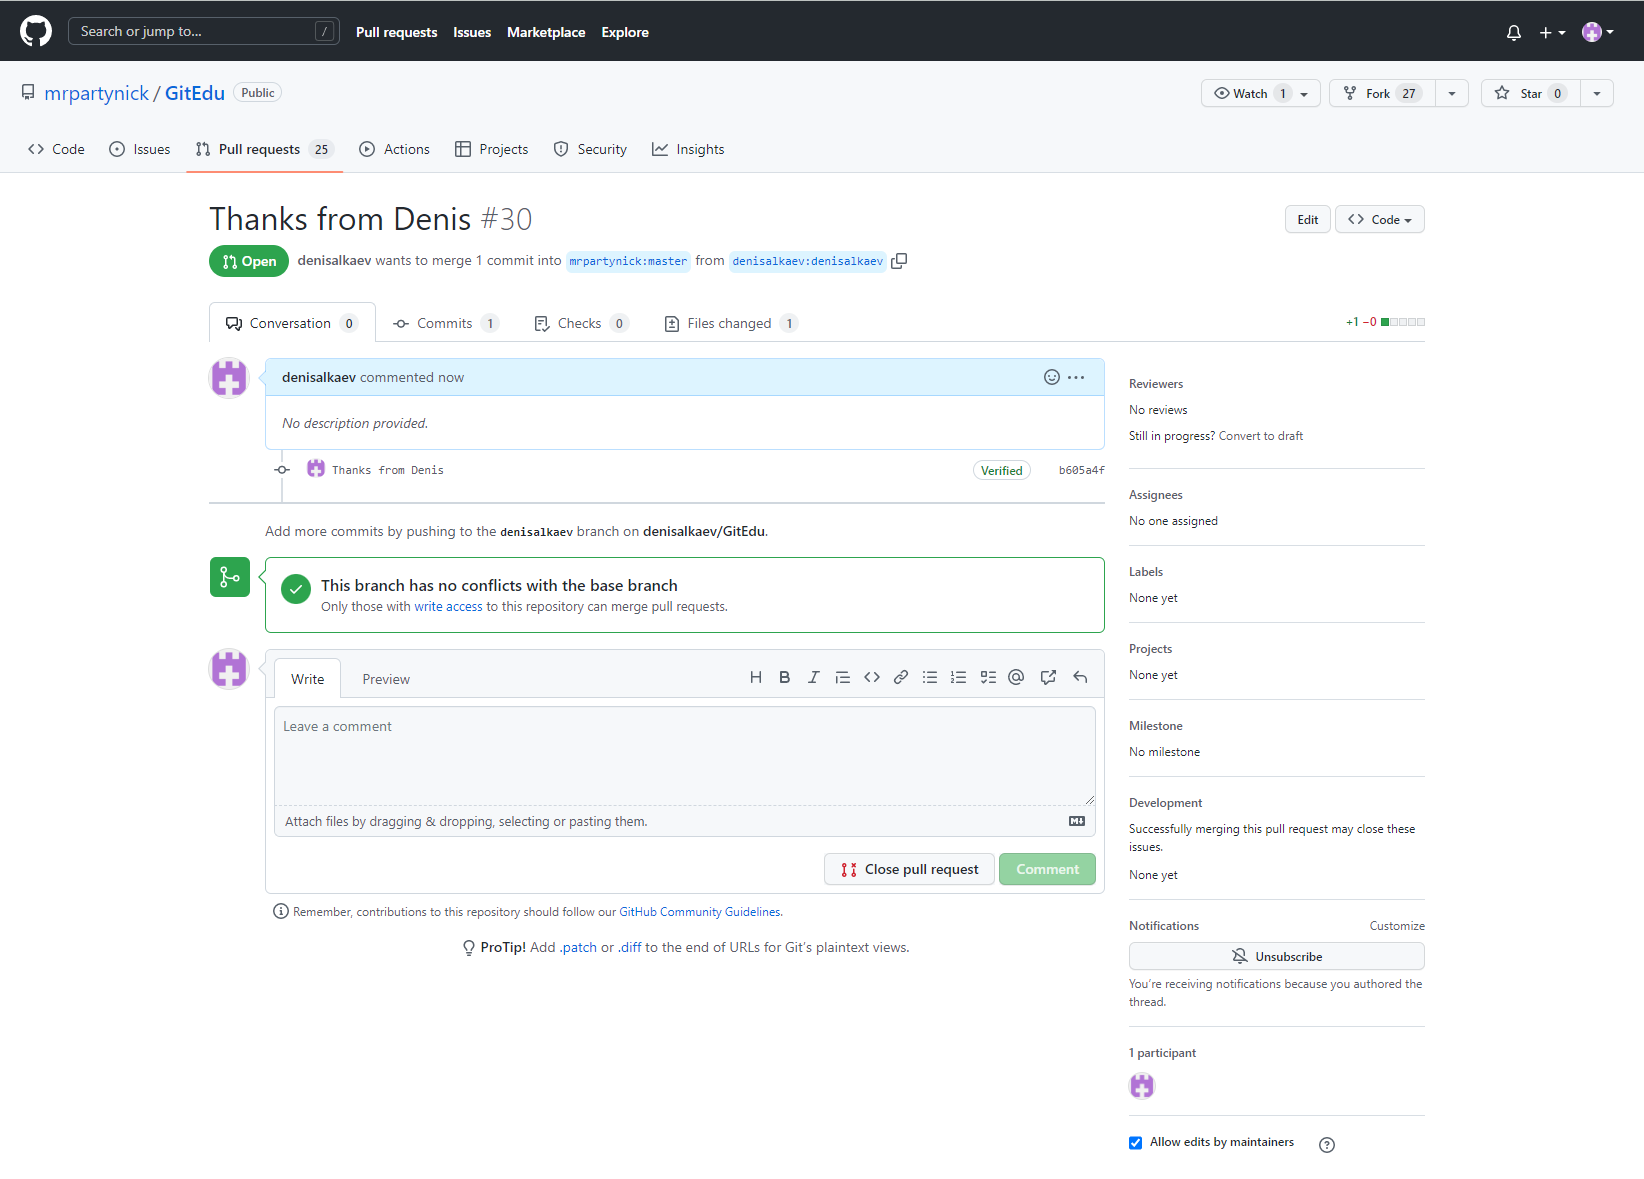 Search or jump to... /
Pull requests Issues Marketplace Explore
mrpartynick / GitEdu Public
Watch 1 Fork 27 Star 0
Code Issues Pull requests 25 Actions Projects Security Insights
Thanks from Denis #30
Edit Code
Open denisalkaev wants to merge 1 commit into mrpartynick:master from denisalkaev:denisalkaev
Conversation 0 Commits 1 Checks 0 Files changed 1
+1 −0
denisalkaev commented now
No description provided.
Thanks from Denis Verified b605a4f
Add more commits by pushing to the denisalkaev branch on denisalkaev/GitEdu.
This branch has no conflicts with the base branch
Only those with write access to this repository can merge pull requests.
Write Preview
Leave a comment
Attach files by dragging & dropping, selecting or pasting them.
Close pull request Comment
Remember, contributions to this repository should follow our GitHub Community Guidelines.
ProTip! Add .patch or .diff to the end of URLs for Git’s plaintext views.
Reviewers
No reviews
Still in progress? Convert to draft
Assignees
No one assigned
Labels
None yet
Projects
None yet
Milestone
No milestone
Development
Successfully merging this pull request may close these
issues.
None yet
Notifications Customize
Unsubscribe
You’re receiving notifications because you authored the
thread.
1 participant
Allow edits by maintainers